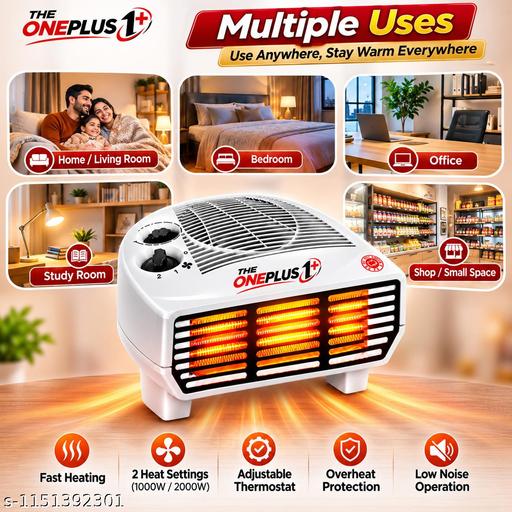 THE
ONEPLUS 1+
Multiple Uses
Use Anywhere, Stay Warm Everywhere
Home / Living Room
Bedroom
Office
Study Room
Shop / Small Space
THE
ONEPLUS 1+
2 1
Fast Heating
2 Heat Settings
(1000W / 2000W)
Adjustable
Thermostat
Overheat
Protection
Low Noise
Operation
s-1151392301